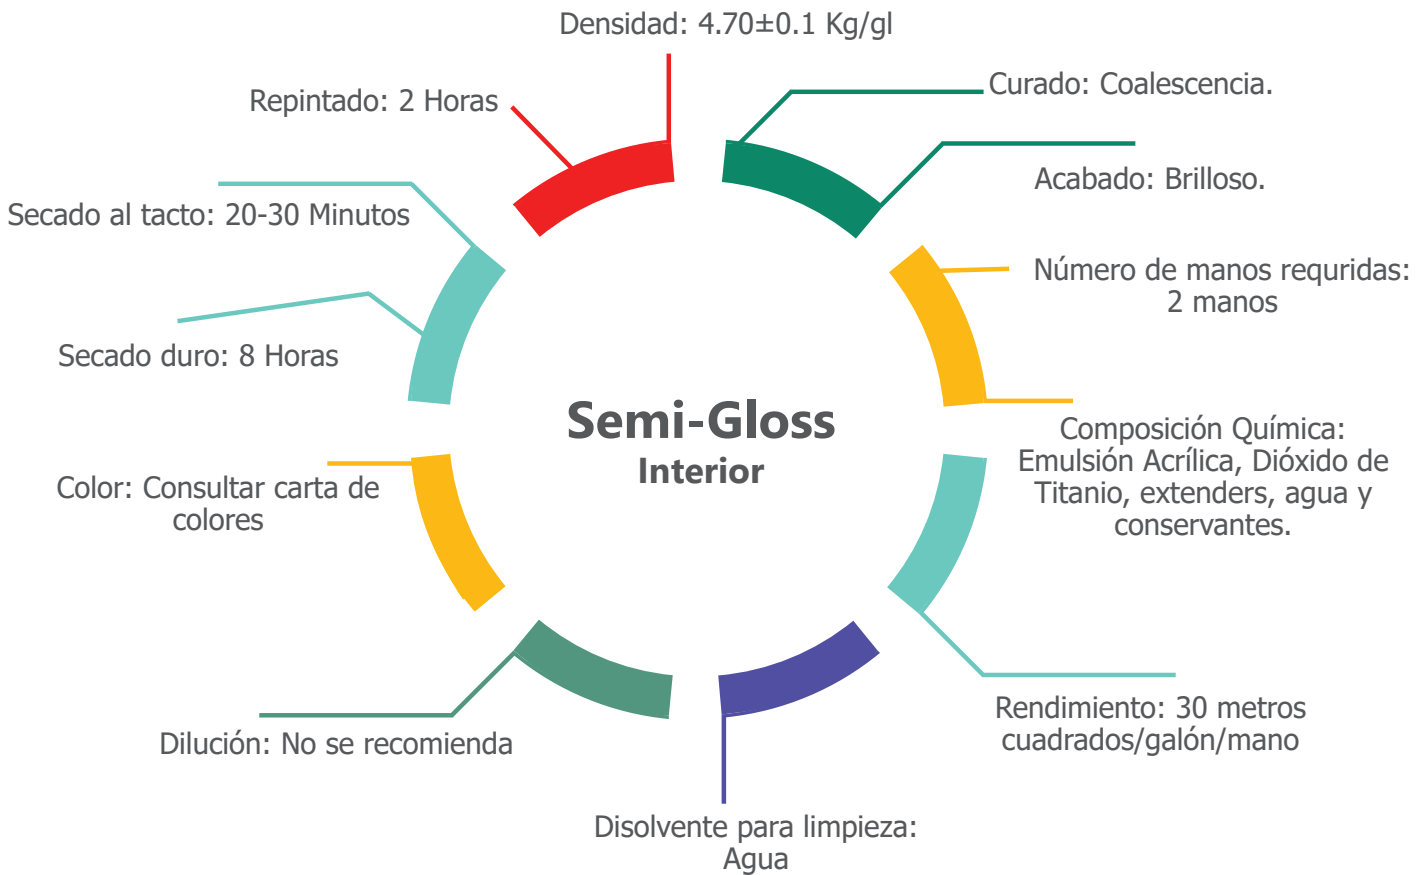 Densidad: 4.70±0.1 Kg/gl
Curado: Coalescencia.
Repintado: 2 Horas
Acabado: Brilloso.
Secado al tacto: 20-30 Minutos
Número de manos requridas:
2 manos
Secado duro: 8 Horas
Semi-Gloss
Interior
Composición Química:
Emulsión Acrílica, Dióxido de
Titanio, extenders, agua y
conservantes.
Color: Consultar carta de
colores
Rendimiento: 30 metros
cuadrados/galón/mano
Dilución: No se recomienda
Disolvente para limpieza:
Agua